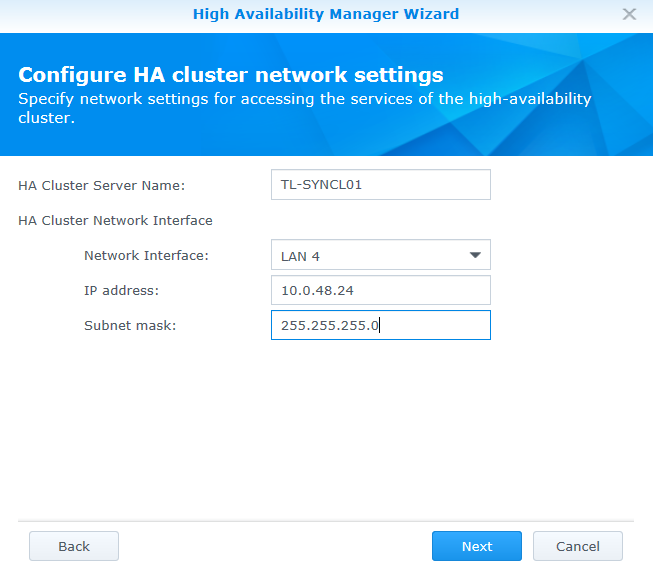 High Availability Manager Wizard
Configure HA cluster network settings
Specify network settings for accessing the services of the high-availability
cluster.
HA Cluster Server Name: TL-SYNCL01
HA Cluster Network Interface
Network Interface: LAN 4
IP address: 10.0.48.24
Subnet mask: 255.255.255.0
Back Next Cancel